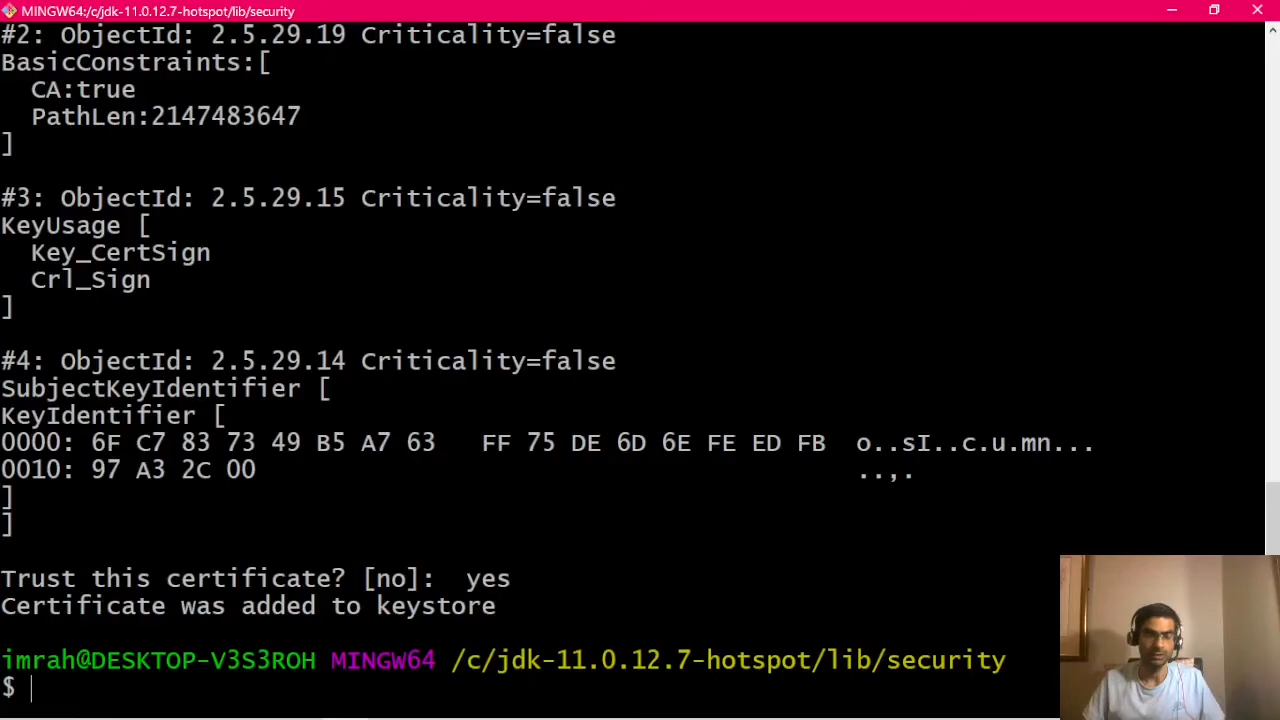 MINGW64:/c/jdk-11.0.12.7-hotspot/lib/security
#2: ObjectId: 2.5.29.19 Criticality=false
BasicConstraints:[
  CA:true
  PathLen:2147483647
]
#3: ObjectId: 2.5.29.15 Criticality=false
KeyUsage [
  Key_CertSign
  Crl_Sign
]
#4: ObjectId: 2.5.29.14 Criticality=false
SubjectKeyIdentifier [
KeyIdentifier [
0000: 6F C7 83 73 49 B5 A7 63   FF 75 DE 6D 6E FE ED FB  o..sI..c.u.mn...
0010: 97 A3 2C 00                                        ..,.
]
]
Trust this certificate? [no]:  yes
Certificate was added to keystore
imrah@DESKTOP-V3S3ROH MINGW64 /c/jdk-11.0.12.7-hotspot/lib/security
$